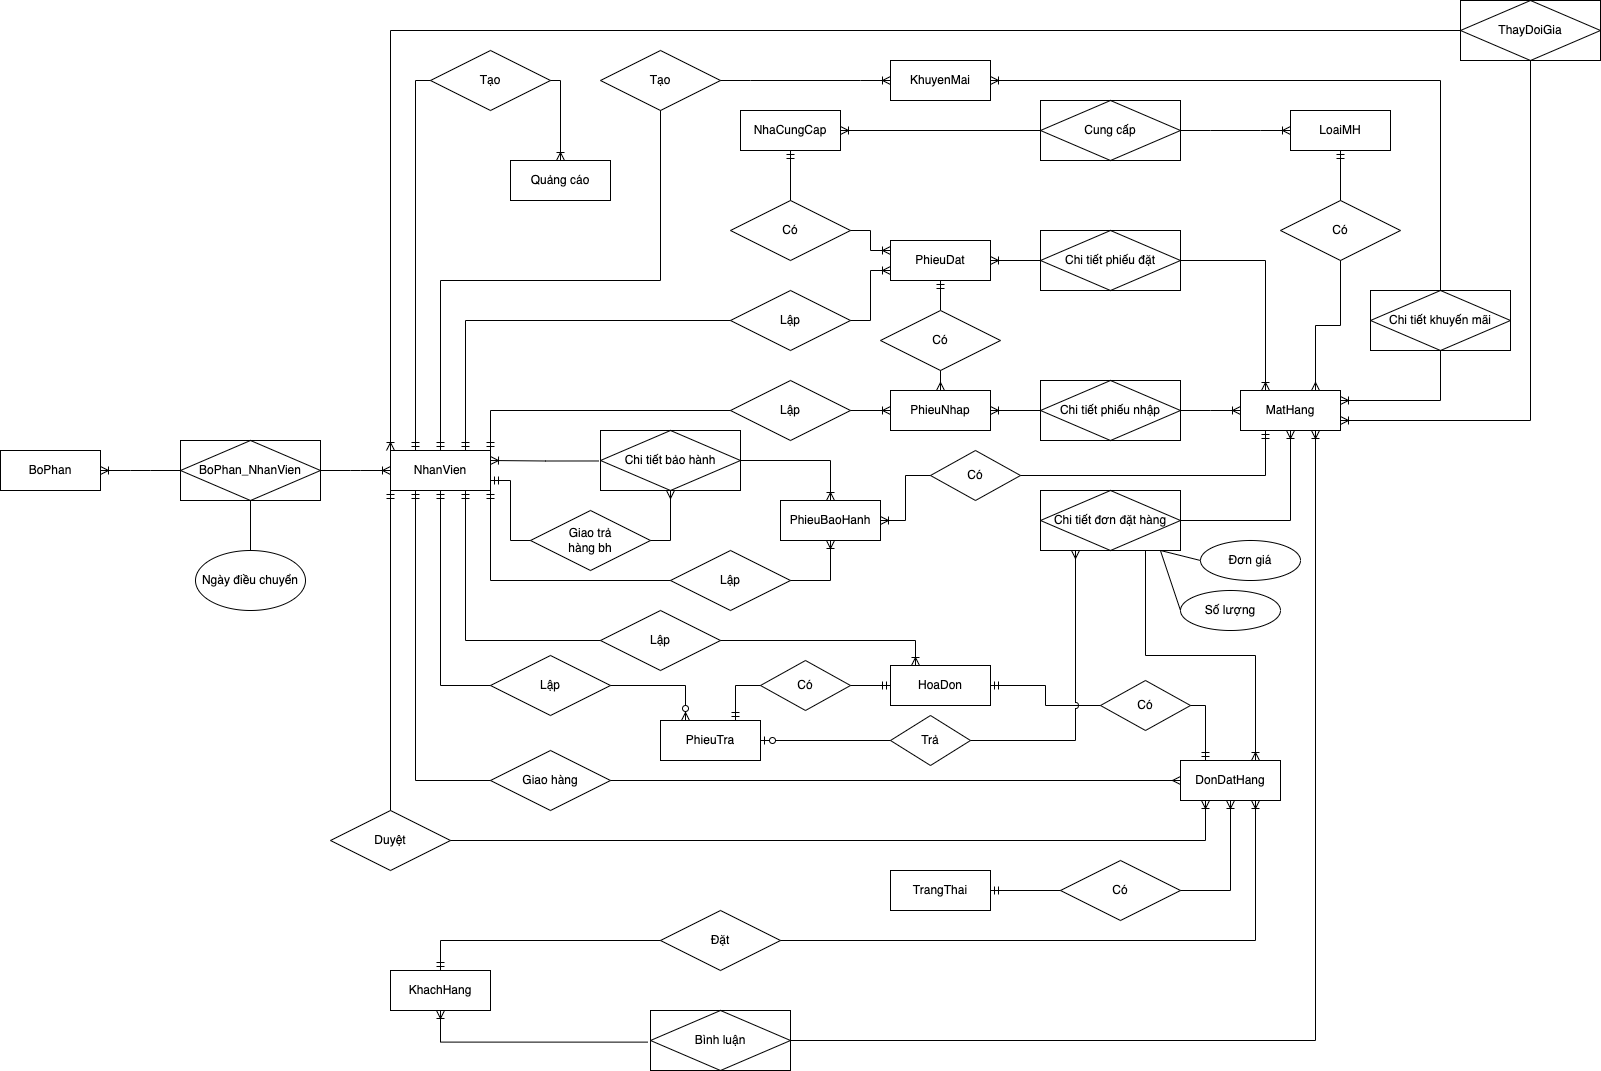 ThayDoiGia
Tạo
Tạo
KhuyenMai
NhaCungCap
Cung cấp
LoaiMH
Quảng cáo
Có
Có
PhieuDat
Chi tiết phiếu đặt
Lập
Có
Chi tiết khuyến mãi
Lập
PhieuNhap
Chi tiết phiếu nhập
MatHang
BoPhan
BoPhan_NhanVien
NhanVien
Chi tiết bảo hành
Có
PhieuBaoHanh
Chi tiết đơn đặt hàng
Giao trả
hàng bh
Đơn giá
Ngày điều chuyển
Lập
Số lượng
Lập
Lập
Có
HoaDon
Có
PhieuTra
Trả
Giao hàng
DonDatHang
Duyệt
TrangThai
Có
Đặt
KhachHang
Bình luận